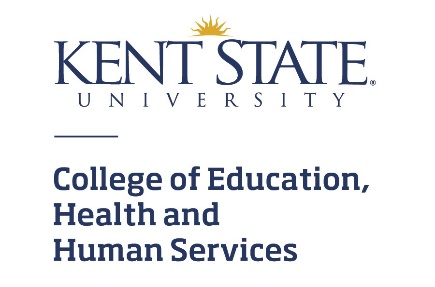 KENT STATE®
UNIVERSITY
College of Education,
Health and
Human Services